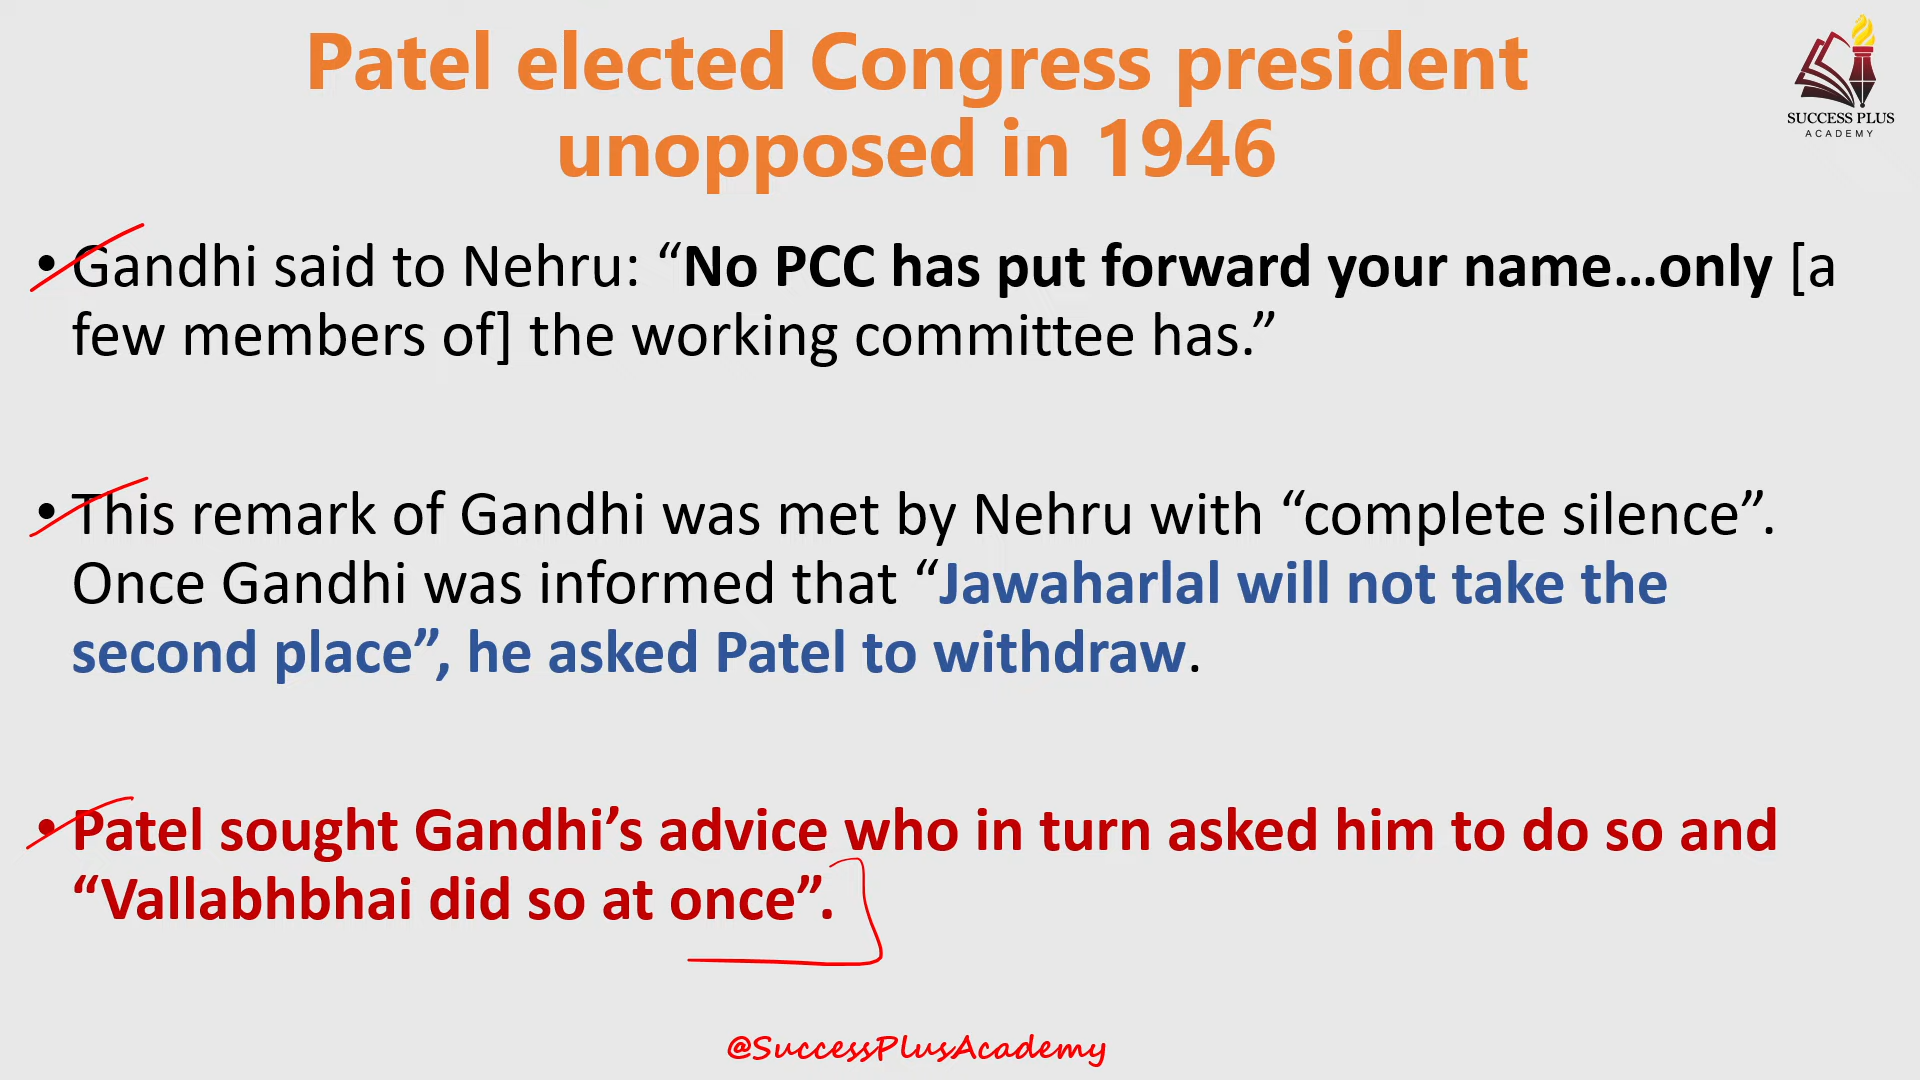 Patel elected Congress president
unopposed in 1946
SUCCESS PLUS
ACADEMY
• Gandhi said to Nehru: “No PCC has put forward your name...only [a
few members of] the working committee has.”
• This remark of Gandhi was met by Nehru with “complete silence”.
Once Gandhi was informed that “Jawaharlal will not take the
second place”, he asked Patel to withdraw.
• Patel sought Gandhi’s advice who in turn asked him to do so and
“Vallabhbhai did so at once”.
@SuccessPlusAcademy